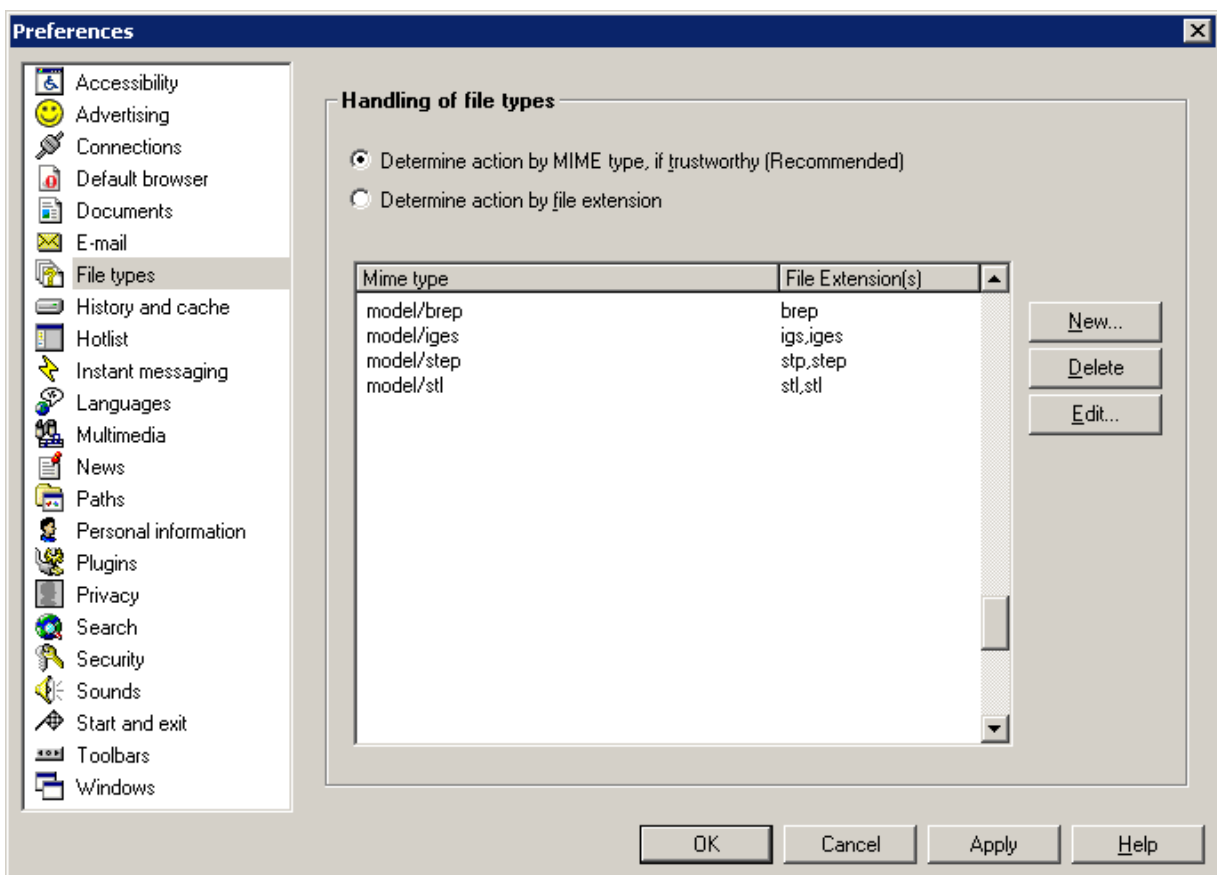 Preferences
Accessibility
Advertising
Connections
Default browser
Documents
E-mail
File types
History and cache
Hotlist
Instant messaging
Languages
Multimedia
News
Paths
Personal information
Plugins
Privacy
Search
Security
Sounds
Start and exit
Toolbars
Windows
Handling of file types
Determine action by MIME type, if trustworthy (Recommended)
Determine action by file extension
Mime type File Extension(s)
model/brep brep
model/iges igs,iges
model/step stp,step
model/stl stl,stl
New...
Delete
Edit...
OK Cancel Apply Help